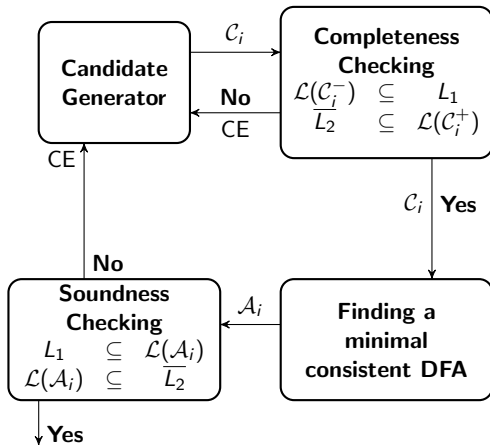 Candidate
Generator
𝒞ᵢ
No
CE
Completeness
Checking
ℒ(𝒞ᵢ⁻) ⊆ L₁
L̅₂ ⊆ ℒ(𝒞ᵢ⁺)
𝒞ᵢ Yes
CE
No
Soundness
Checking
L₁ ⊆ ℒ(𝒜ᵢ)
ℒ(𝒜ᵢ) ⊆ L̅₂
𝒜ᵢ
Finding a
minimal
consistent DFA
Yes